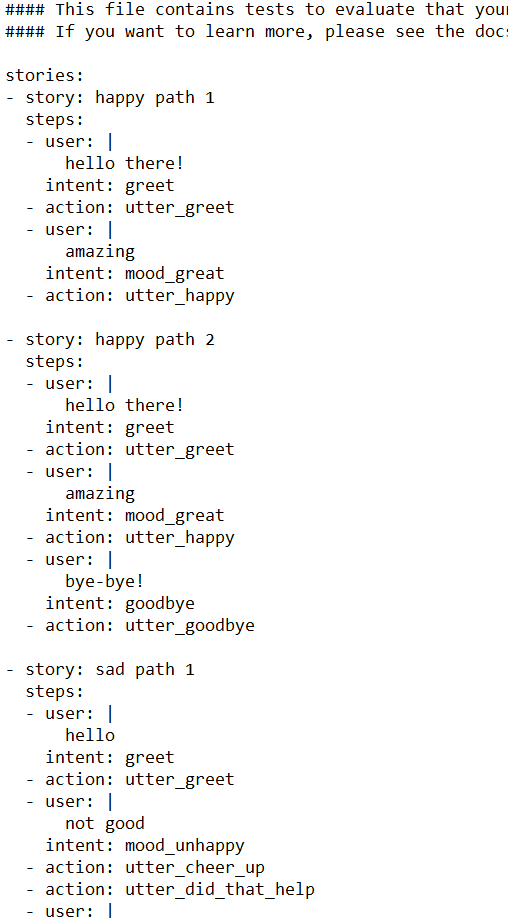 #### This file contains tests to evaluate that your
#### If you want to learn more, please see the docs
stories:
- story: happy path 1
  steps:
  - user: |
      hello there!
    intent: greet
  - action: utter_greet
  - user: |
      amazing
    intent: mood_great
  - action: utter_happy
- story: happy path 2
  steps:
  - user: |
      hello there!
    intent: greet
  - action: utter_greet
  - user: |
      amazing
    intent: mood_great
  - action: utter_happy
  - user: |
      bye-bye!
    intent: goodbye
  - action: utter_goodbye
- story: sad path 1
  steps:
  - user: |
      hello
    intent: greet
  - action: utter_greet
  - user: |
      not good
    intent: mood_unhappy
  - action: utter_cheer_up
  - action: utter_did_that_help
  - user: |